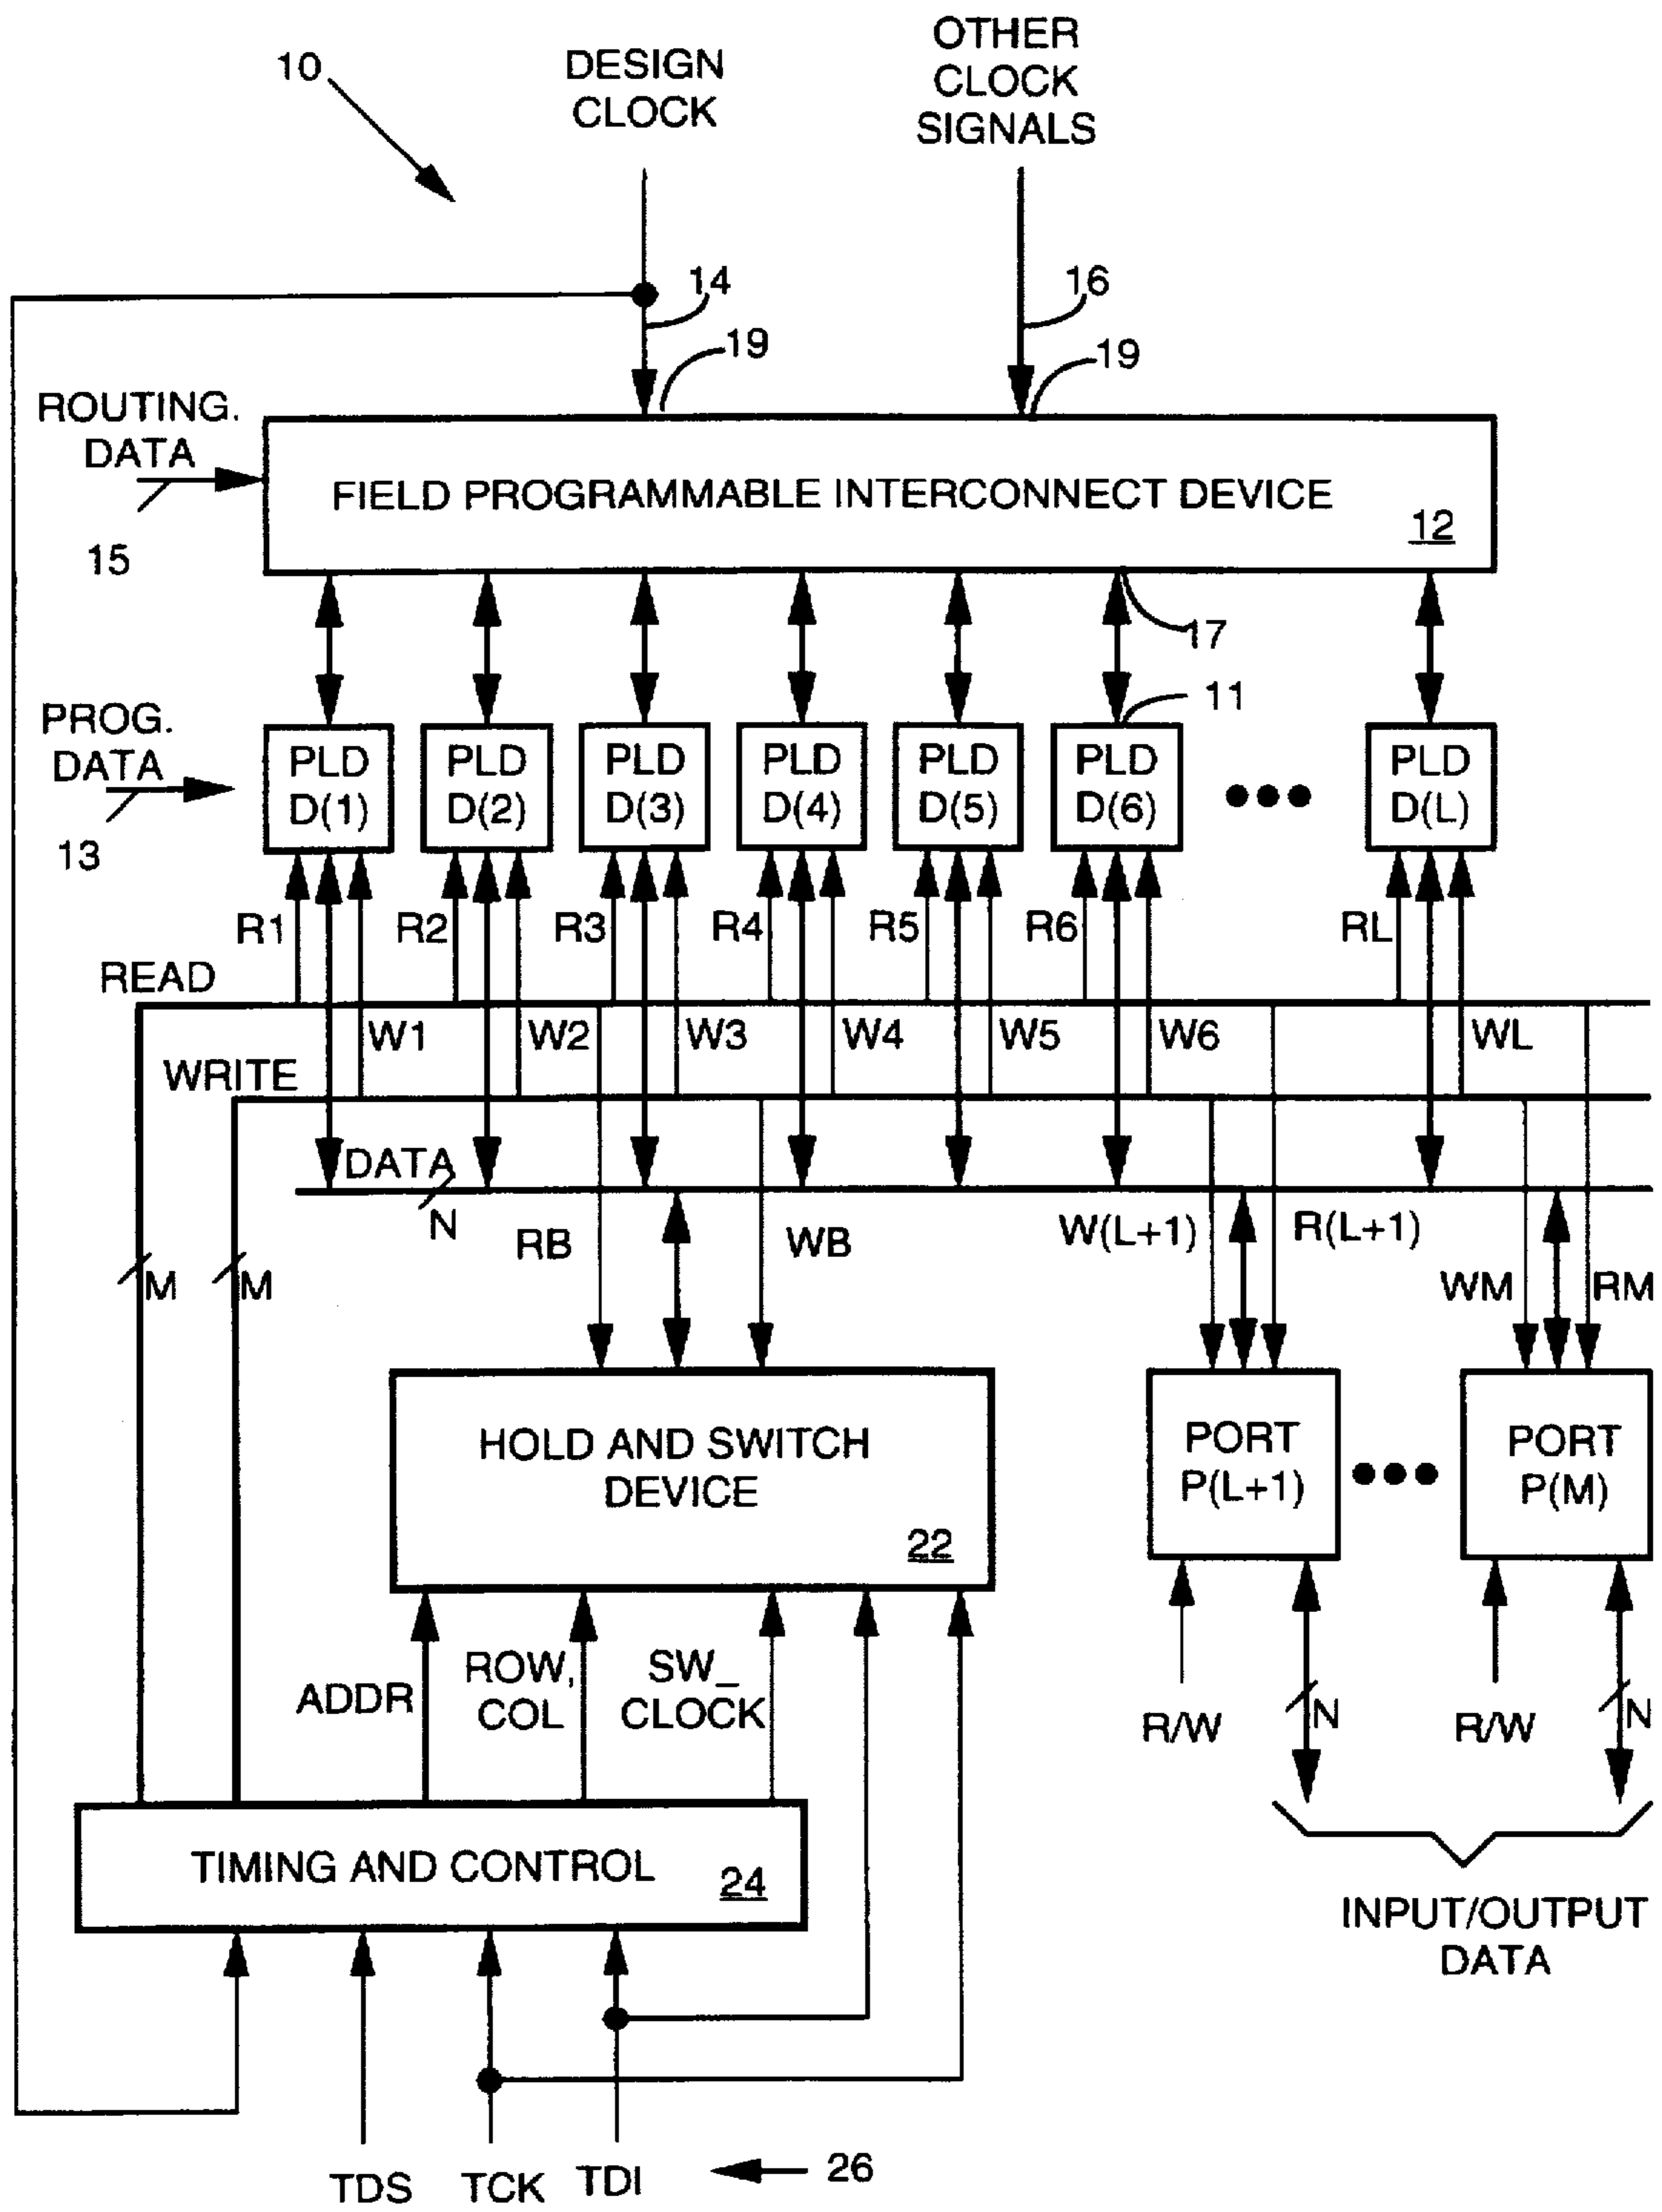 10
DESIGN
CLOCK
OTHER
CLOCK
SIGNALS
14
16
19
19
ROUTING.
DATA
15
FIELD PROGRAMMABLE INTERCONNECT DEVICE
12
17
11
PROG.
DATA
13
PLD
D(1)
PLD
D(2)
PLD
D(3)
PLD
D(4)
PLD
D(5)
PLD
D(6)
PLD
D(L)
R1
R2
R3
R4
R5
R6
RL
READ
W1
W2
W3
W4
W5
W6
WL
WRITE
DATA
N
M
M
RB
WB
W(L+1)
R(L+1)
WM
RM
HOLD AND SWITCH
DEVICE
22
PORT
P(L+1)
PORT
P(M)
ADDR
ROW,
COL
SW_
CLOCK
R/W
N
R/W
N
TIMING AND CONTROL
24
INPUT/OUTPUT
DATA
TDS
TCK
TDI
26